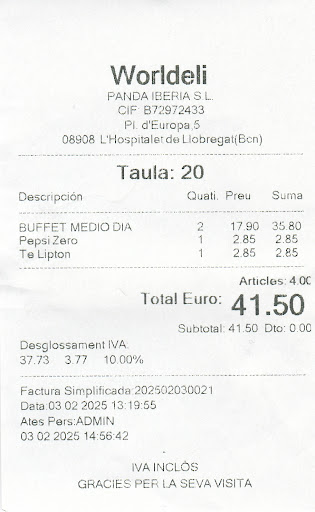 Worldeli
PANDA IBERIA S.L.
CIF: B72972433
Pl. d'Europa,5
08908 L'Hospitalet de Llobregat(Bcn)
Taula: 20
Descripción Quati. Preu Suma
BUFFET MEDIO DIA 2 17.90 35.80
Pepsi Zero 1 2.85 2.85
Te Lipton 1 2.85 2.85
Articles: 4.00
Total Euro: 41.50
Subtotal: 41.50 Dto: 0.00
Desglossament IVA:
37.73 3.77 10.00%
Factura Simplificada:202502030021
Data:03 02 2025 13:19:55
Ates Pers:ADMIN
03 02 2025 14:56:42
IVA INCLÒS
GRACIES PER LA SEVA VISITA